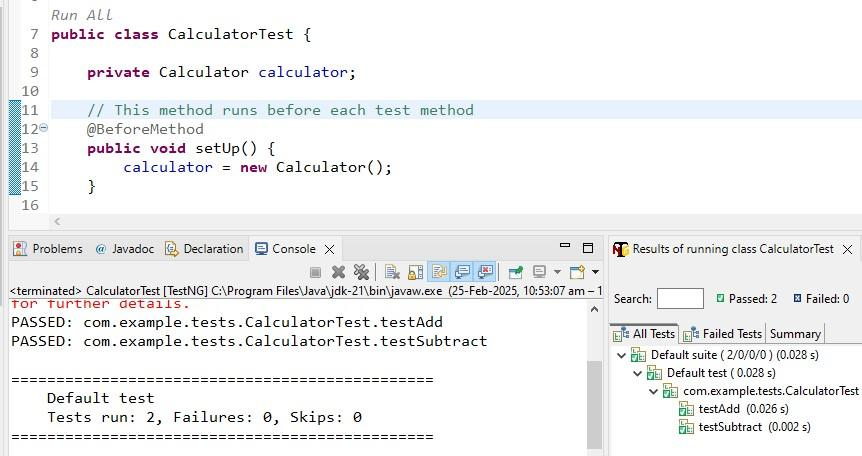 Run All
7 public class CalculatorTest {
8
9 private Calculator calculator;
10
11 // This method runs before each test method
12 @BeforeMethod
13 public void setUp() {
14 calculator = new Calculator();
15 }
16
Problems @ Javadoc Declaration Console
<terminated> CalculatorTest [TestNG] C:\Program Files\Java\jdk-21\bin\javaw.exe (25-Feb-2025, 10:53:07 am – 1
for further details.
PASSED: com.example.tests.CalculatorTest.testAdd
PASSED: com.example.tests.CalculatorTest.testSubtract
===============================================
Default test
Tests run: 2, Failures: 0, Skips: 0
===============================================
Results of running class CalculatorTest
Search: Passed: 2 Failed: 0
All Tests Failed Tests Summary
Default suite ( 2/0/0/0 ) (0.028 s)
Default test ( 0.028 s)
com.example.tests.CalculatorTest
testAdd (0.026 s)
testSubtract (0.002 s)